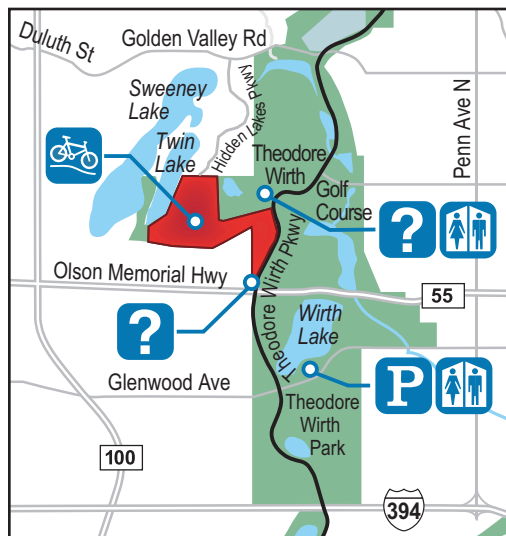 Duluth St
Golden Valley Rd
Sweeney
Lake
Twin
Lake
Hidden Lakes Pkwy
Penn Ave N
Theodore
Wirth
Golf
Course
?
Olson Memorial Hwy
Theodore Wirth Pkwy
55
?
Wirth
Lake
Glenwood Ave
P
Theodore
Wirth
Park
100
394